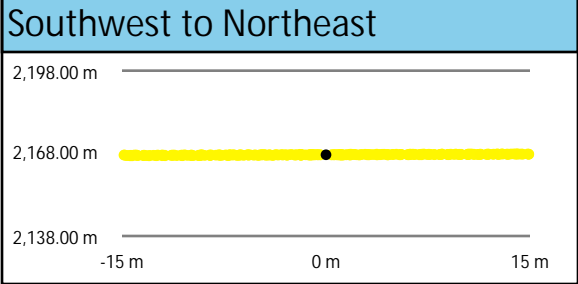 Southwest to Northeast
2,198.00 m
2,168.00 m
2,138.00 m
-15 m 0 m 15 m